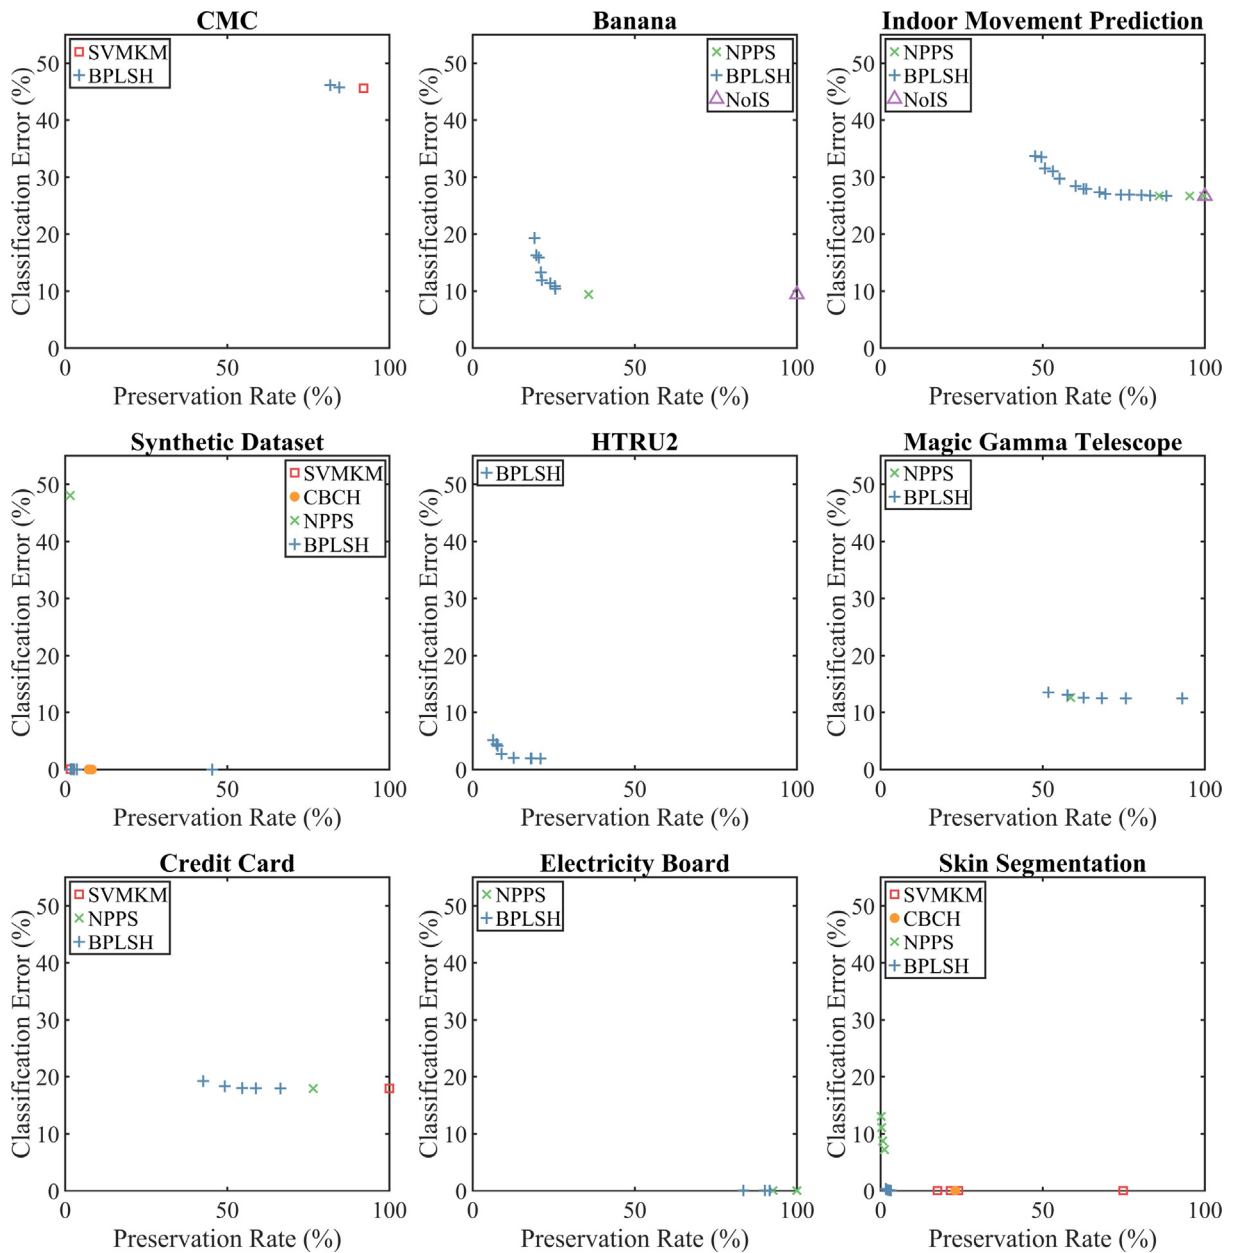 CMC
SVMKM
BPLSH
50
40
30
20
10
0
0 50 100
Classification Error (%)
Preservation Rate (%)
Banana
NPPS
BPLSH
NoIS
50
40
30
20
10
0
0 50 100
Classification Error (%)
Preservation Rate (%)
Indoor Movement Prediction
NPPS
BPLSH
NoIS
50
40
30
20
10
0
0 50 100
Classification Error (%)
Preservation Rate (%)
Synthetic Dataset
SVMKM
CBCH
NPPS
BPLSH
50
40
30
20
10
0
0 50 100
Classification Error (%)
Preservation Rate (%)
HTRU2
BPLSH
50
40
30
20
10
0
0 50 100
Classification Error (%)
Preservation Rate (%)
Magic Gamma Telescope
NPPS
BPLSH
50
40
30
20
10
0
0 50 100
Classification Error (%)
Preservation Rate (%)
Credit Card
SVMKM
NPPS
BPLSH
50
40
30
20
10
0
0 50 100
Classification Error (%)
Preservation Rate (%)
Electricity Board
NPPS
BPLSH
50
40
30
20
10
0
0 50 100
Classification Error (%)
Preservation Rate (%)
Skin Segmentation
SVMKM
CBCH
NPPS
BPLSH
50
40
30
20
10
0
0 50 100
Classification Error (%)
Preservation Rate (%)